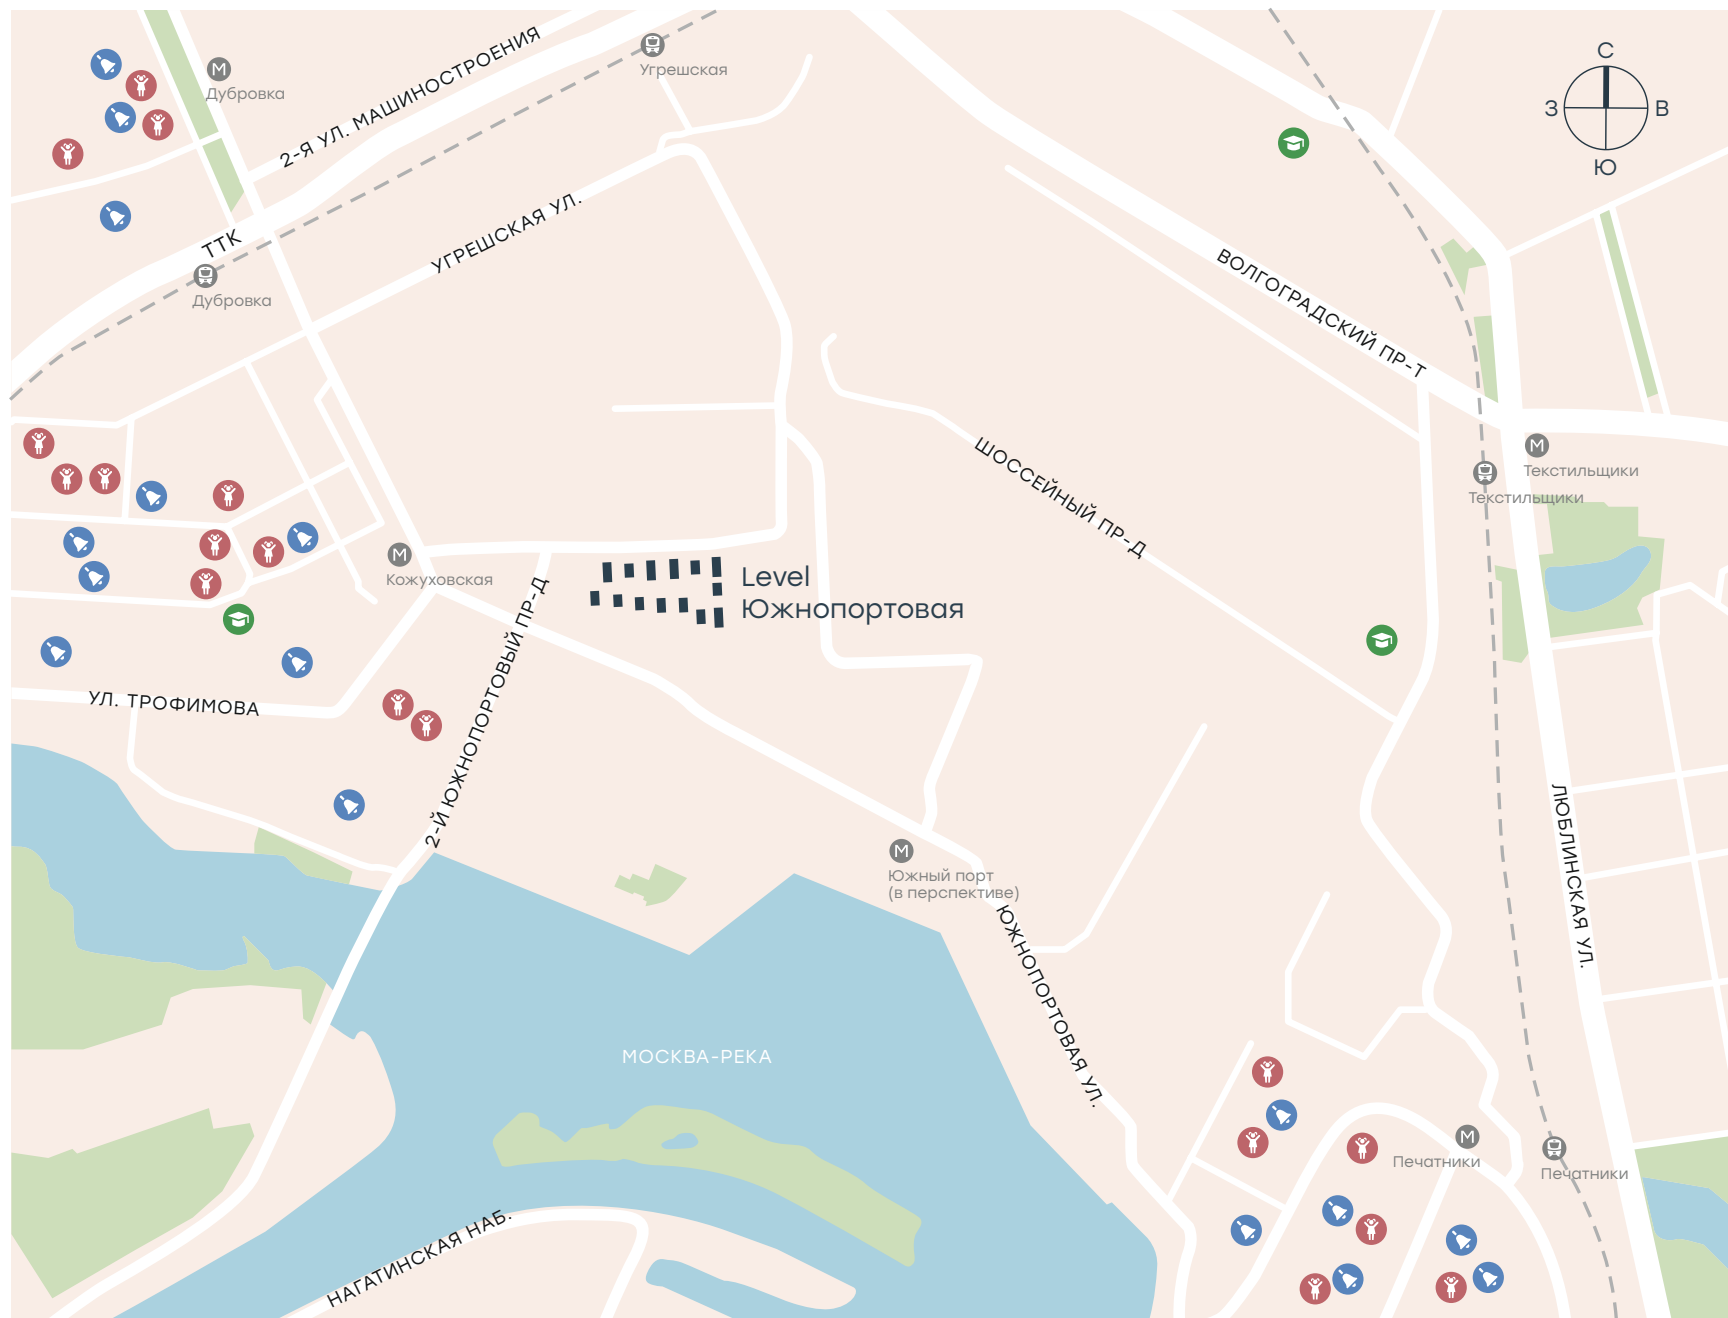 2-Я УЛ. МАШИНОСТРОЕНИЯ
М
Дубровка
Угрешская
С
З
В
Ю
ТТК
Дубровка
УГРЕШСКАЯ УЛ.
ВОЛГОГРАДСКИЙ ПР-Т
М
Текстильщики
Текстильщики
ШОССЕЙНЫЙ ПР-Д
М
Кожуховская
Level
Южнопортовая
УЛ. ТРОФИМОВА
2-Й ЮЖНОПОРТОВЫЙ ПР-Д
М
Южный порт
(в перспективе)
ЛЮБЛИНСКАЯ УЛ.
ЮЖНОПОРТОВАЯ УЛ.
МОСКВА-РЕКА
М
Печатники
Печатники
НАГАТИНСКАЯ НАБ.